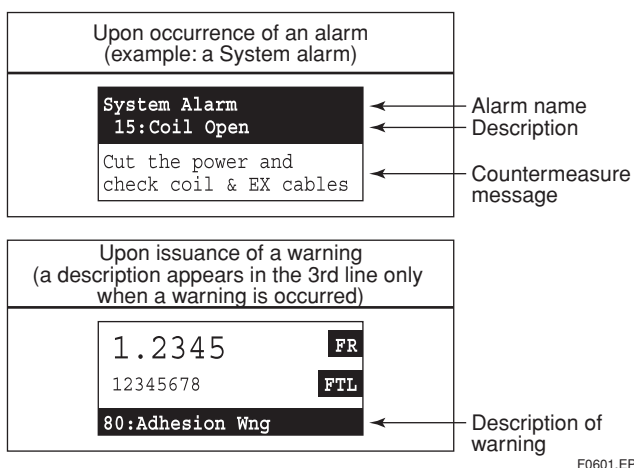 Upon occurrence of an alarm
(example: a System alarm)
System Alarm
15:Coil Open
Cut the power and
check coil & EX cables
Alarm name
Description
Countermeasure
message
Upon issuance of a warning
(a description appears in the 3rd line only
when a warning is occurred)
1.2345 FR
12345678 FTL
80:Adhesion Wng
Description of
warning